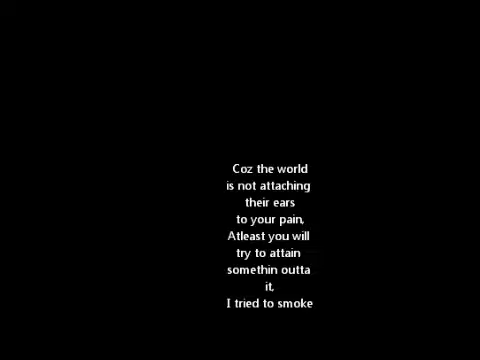 Coz the world
is not attaching
their ears
to your pain,
Atleast you will
try to attain
somethin outta
it,
I tried to smoke